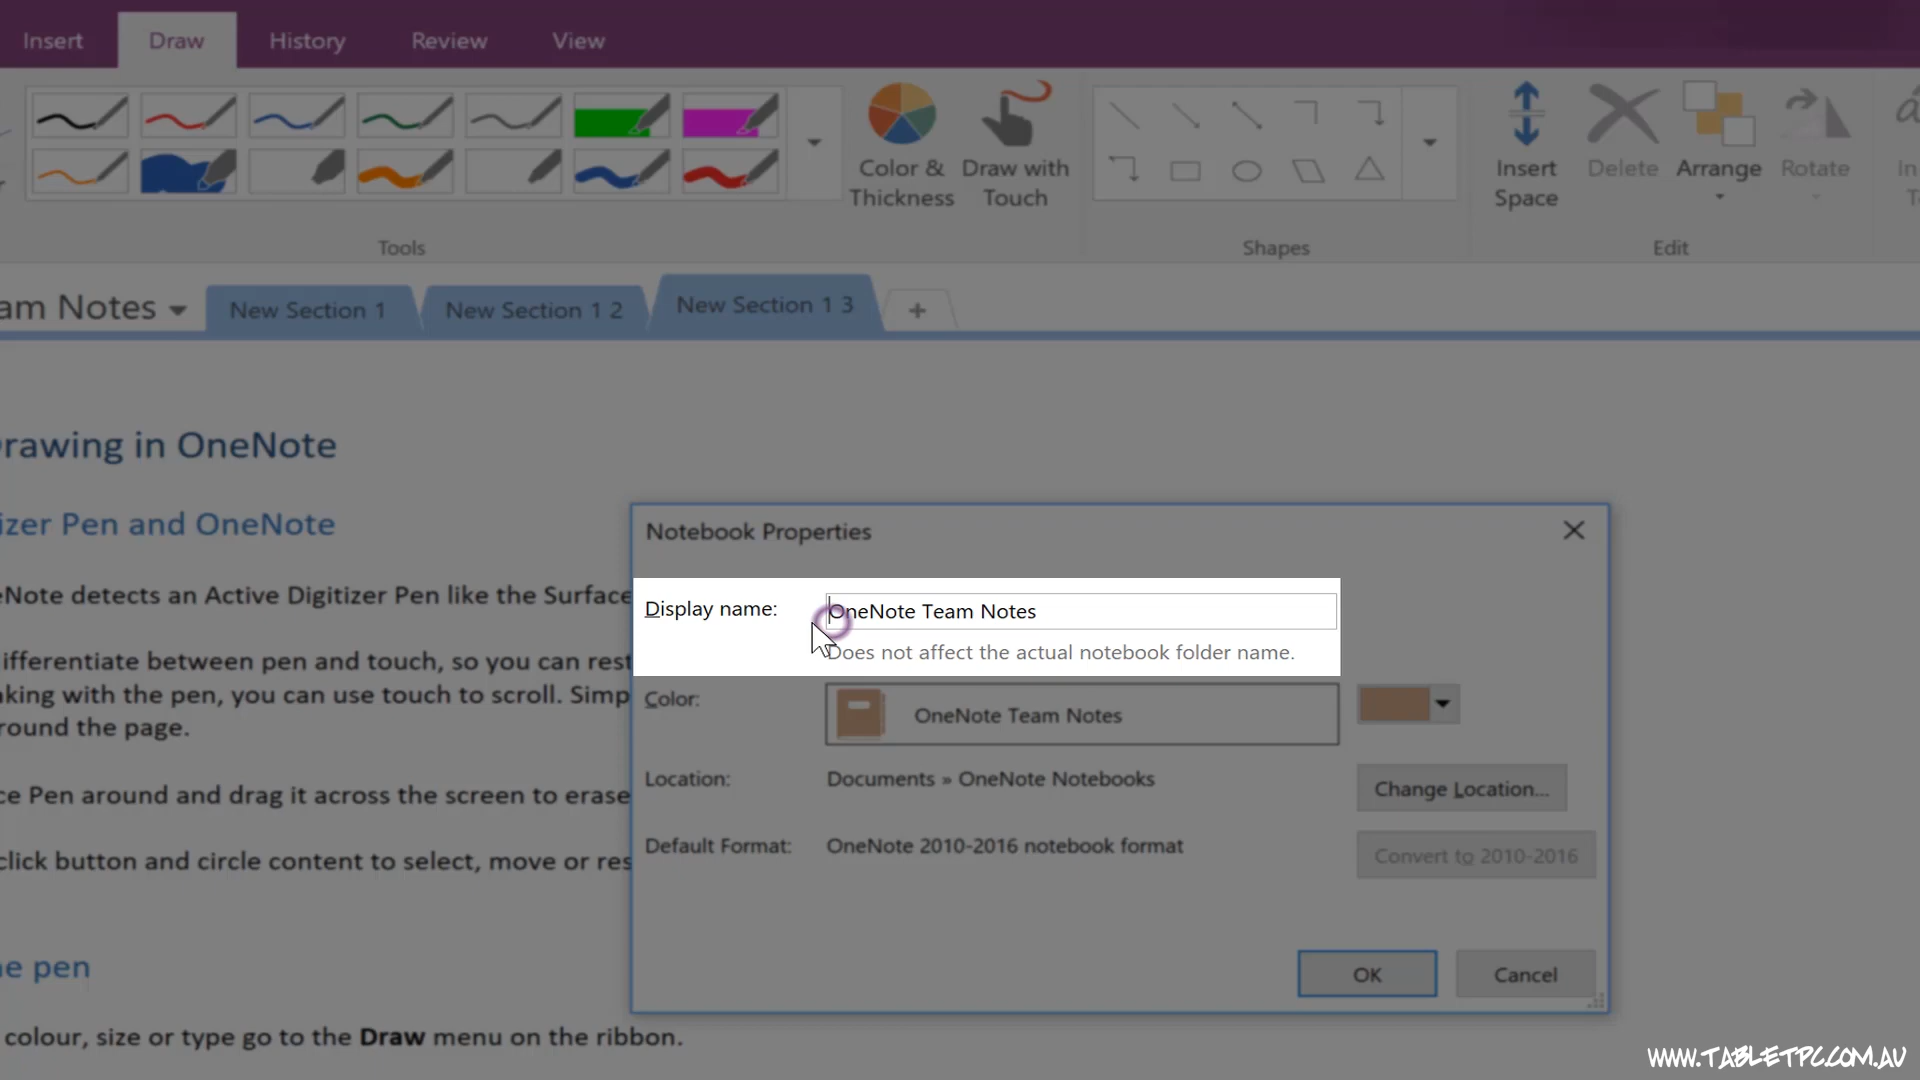 Insert
Draw
History
Review
View
Color &
Thickness
Draw with
Touch
Insert
Space
Delete
Arrange
Rotate
In
Tools
Shapes
Edit
am Notes
New Section 1
New Section 1 2
New Section 1 3
+
rawing in OneNote
izer Pen and OneNote
eNote detects an Active Digitizer Pen like the Surface
ifferentiate between pen and touch, so you can rest
aking with the pen, you can use touch to scroll. Simp
round the page.
ce Pen around and drag it across the screen to erase
click button and circle content to select, move or res
he pen
colour, size or type go to the Draw menu on the ribbon.
Notebook Properties
Display name:
OneNote Team Notes
Does not affect the actual notebook folder name.
Color:
OneNote Team Notes
Location:
Documents » OneNote Notebooks
Change Location...
Default Format:
OneNote 2010-2016 notebook format
Convert to 2010-2016
OK
Cancel
WWW.TABLETPC.COM.AU